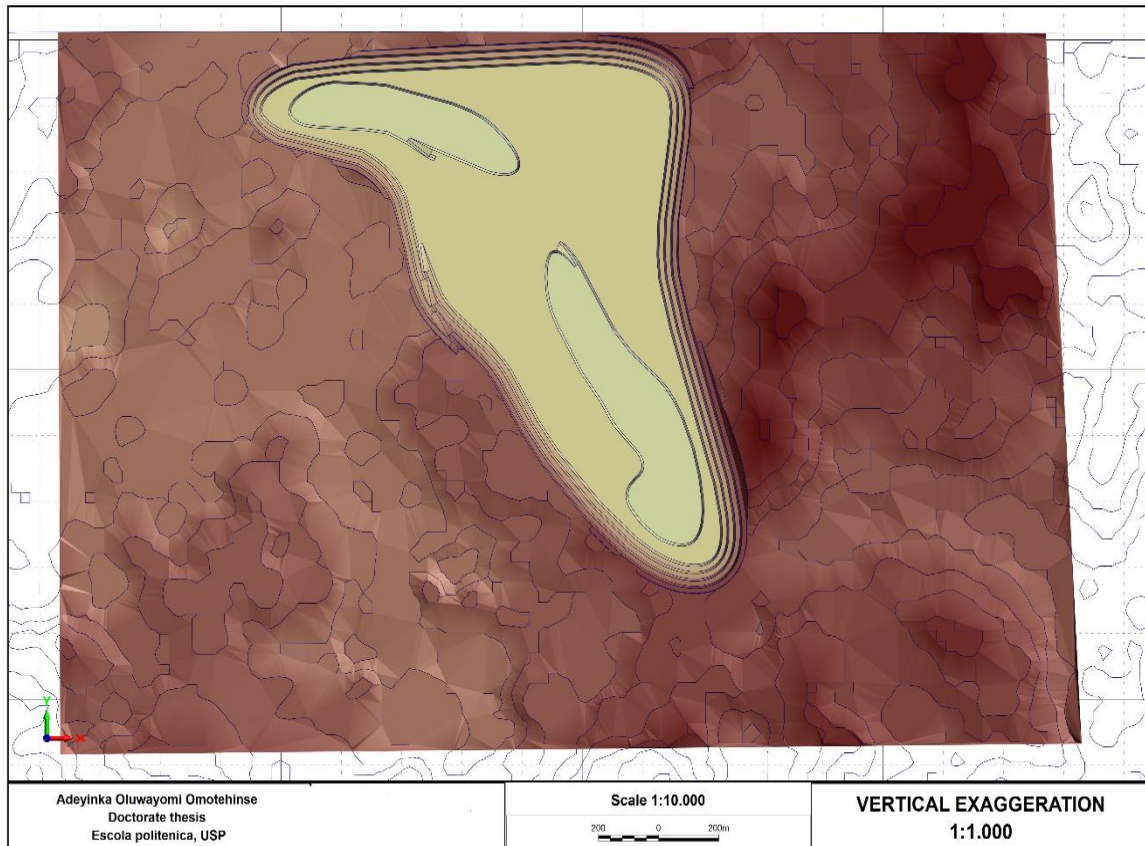 Y
X
Adeyinka Oluwayomi Omotehinse
Doctorate thesis
Escola politenica, USP
Scale 1:10.000
200 0 200m
VERTICAL EXAGGERATION
1:1.000